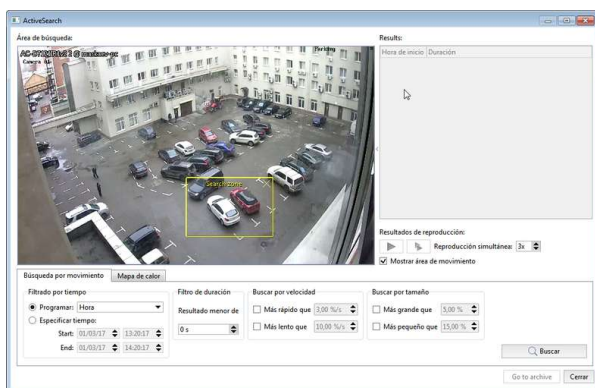 ActiveSearch
Área de búsqueda:
Results:
Parking
Camera
Hora de inicio Duración
Search zone
Resultados de reproducción:
Reproducción simultánea: 3x
Mostrar área de movimiento
Búsqueda por movimiento Mapa de calor
Filtrado por tiempo Filtro de duración Buscar por velocidad Buscar por tamaño
Programar: Hora Resultado menor de Más rápido que 3,00 %/s Más grande que 5,00 %
Especificar tiempo: 0 s Más lento que 10,00 %/s Más pequeño que 15,00 %
Start: 01/03/17 13:20:17
End: 01/03/17 14:20:17
Buscar
Go to archive Cerrar